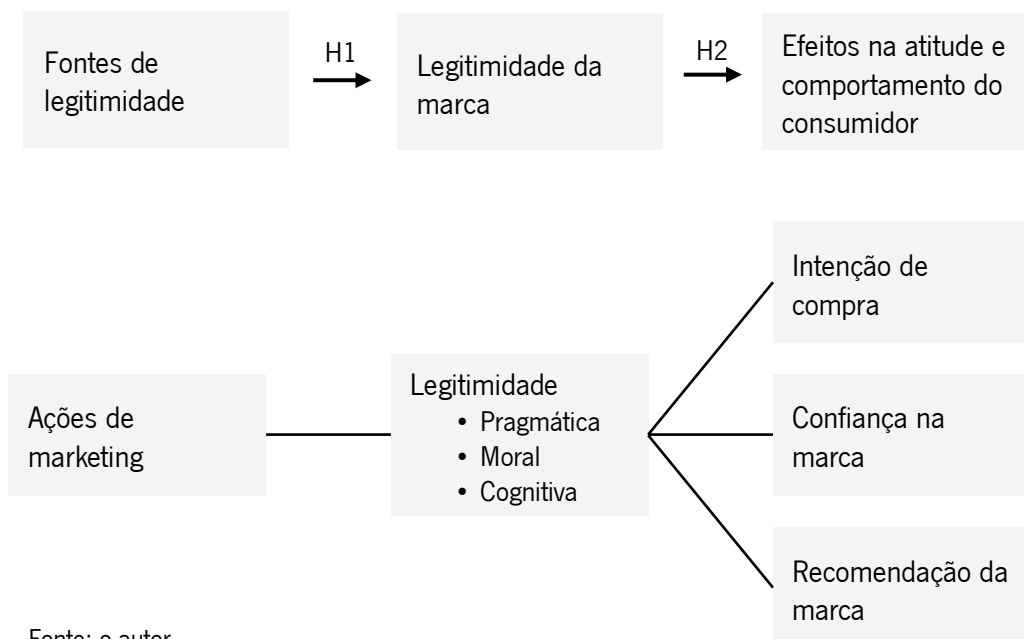 Fontes de
legitimidade
H1
Legitimidade da
marca
H2
Efeitos na atitude e
comportamento do
consumidor
Ações de
marketing
Legitimidade
• Pragmática
• Moral
• Cognitiva
Intenção de
compra
Confiança na
marca
Recomendação da
marca
Fonte: o autor